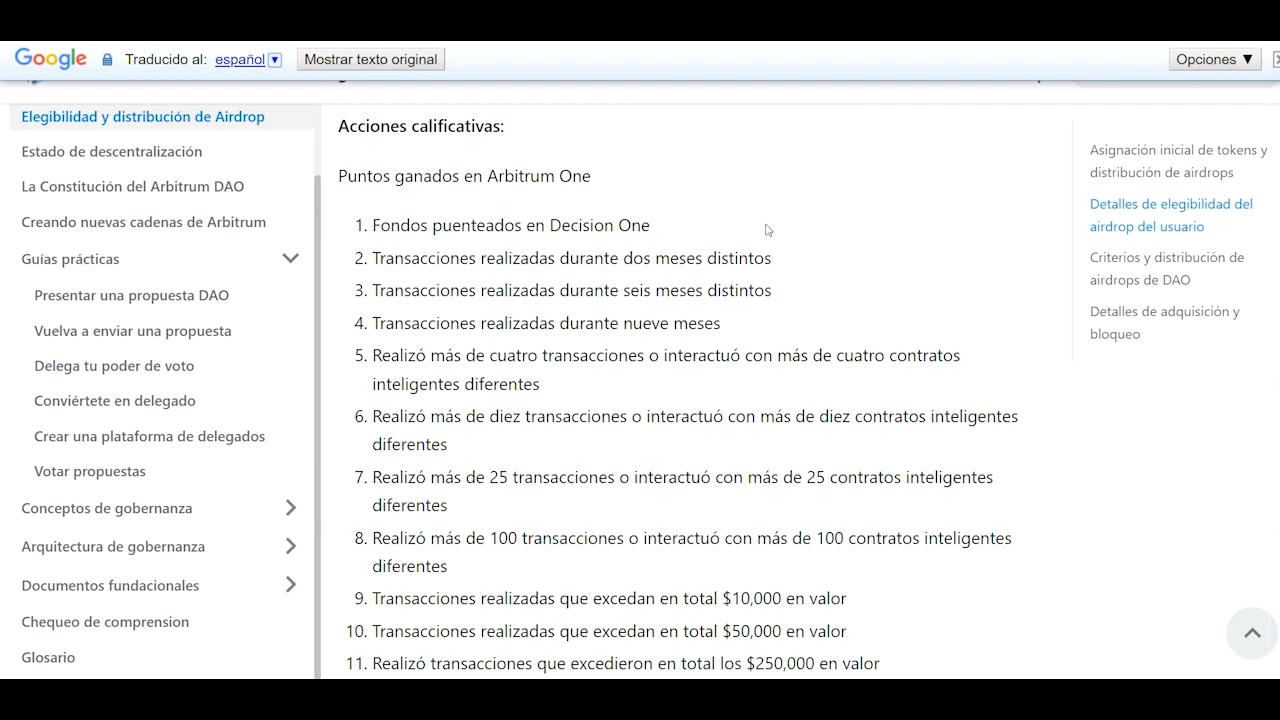 Google Traducido al: español Mostrar texto original Opciones ▼
Elegibilidad y distribución de Airdrop
Estado de descentralización
La Constitución del Arbitrum DAO
Creando nuevas cadenas de Arbitrum
Guías prácticas
Presentar una propuesta DAO
Vuelva a enviar una propuesta
Delega tu poder de voto
Conviértete en delegado
Crear una plataforma de delegados
Votar propuestas
Conceptos de gobernanza
Arquitectura de gobernanza
Documentos fundacionales
Chequeo de comprension
Glosario
Acciones calificativas:
Puntos ganados en Arbitrum One
1. Fondos puenteados en Decision One
2. Transacciones realizadas durante dos meses distintos
3. Transacciones realizadas durante seis meses distintos
4. Transacciones realizadas durante nueve meses
5. Realizó más de cuatro transacciones o interactuó con más de cuatro contratos
inteligentes diferentes
6. Realizó más de diez transacciones o interactuó con más de diez contratos inteligentes
diferentes
7. Realizó más de 25 transacciones o interactuó con más de 25 contratos inteligentes
diferentes
8. Realizó más de 100 transacciones o interactuó con más de 100 contratos inteligentes
diferentes
9. Transacciones realizadas que excedan en total $10,000 en valor
10. Transacciones realizadas que excedan en total $50,000 en valor
11. Realizó transacciones que excedieron en total los $250,000 en valor
Asignación inicial de tokens y
distribución de airdrops
Detalles de elegibilidad del
airdrop del usuario
Criterios y distribución de
airdrops de DAO
Detalles de adquisición y
bloqueo